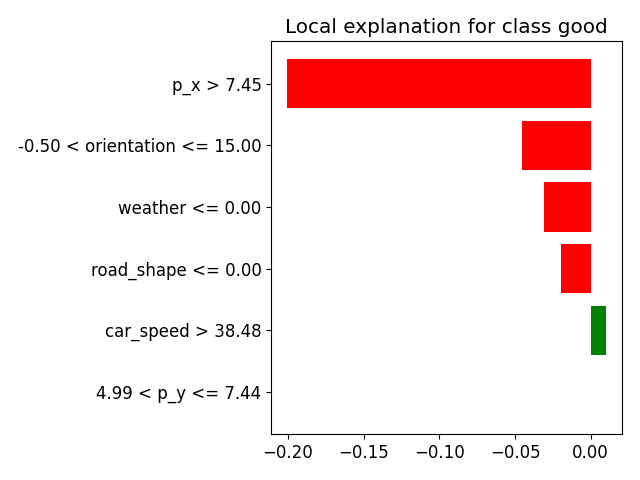 Local explanation for class good
p_x > 7.45
-0.50 < orientation <= 15.00
weather <= 0.00
road_shape <= 0.00
car_speed > 38.48
4.99 < p_y <= 7.44
−0.20 −0.15 −0.10 −0.05 0.00